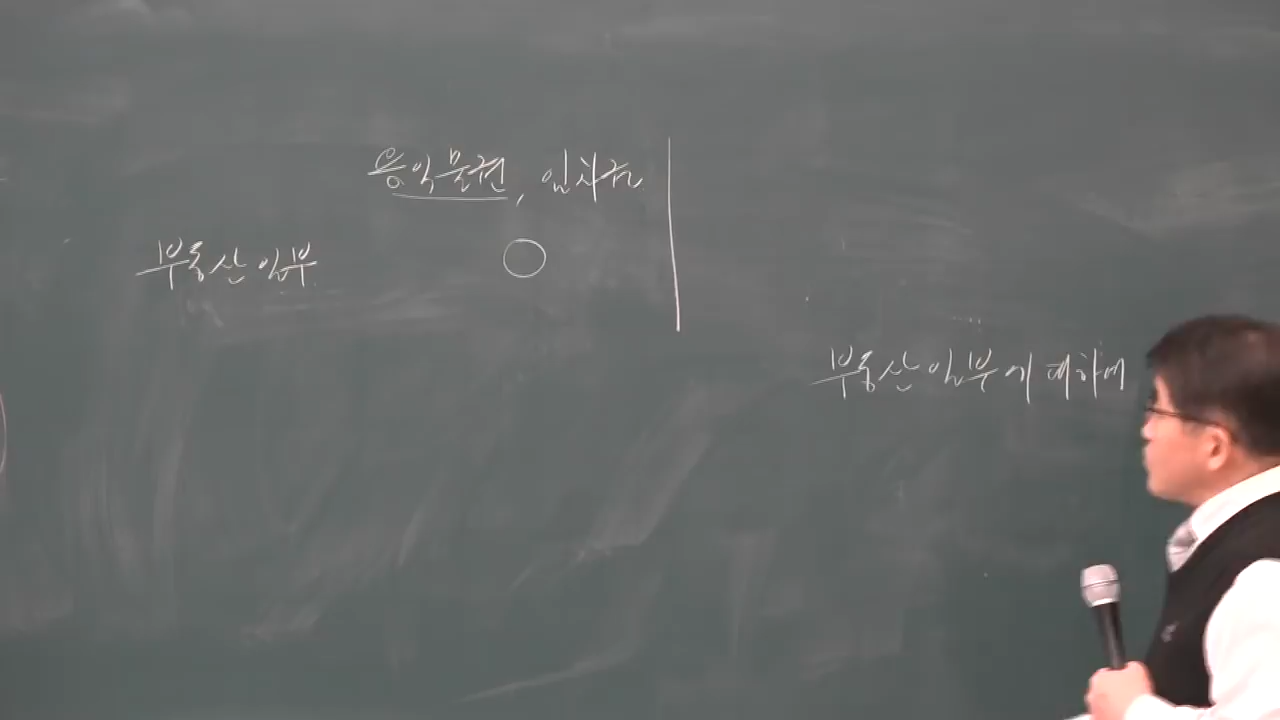 용익물권, 임차권
부동산 일부 ○
부동산 일부에 대하여